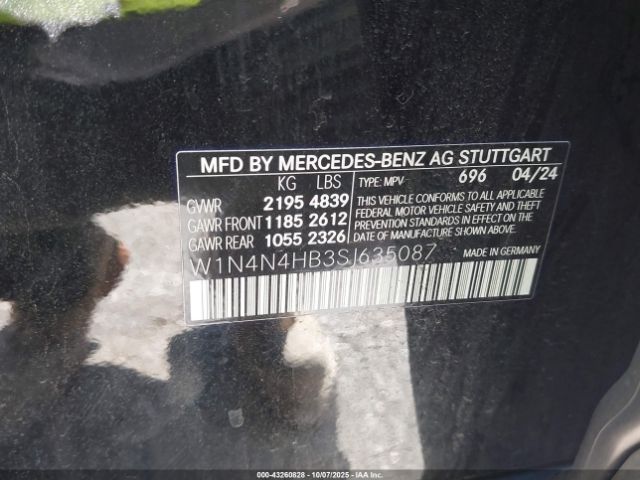 MFD BY MERCEDES-BENZ AG STUTTGART
KG LBS TYPE: MPV 696 04/24
GVWR 2195 4839
GAWR FRONT 1185 2612
GAWR REAR 1055 2326
THIS VEHICLE CONFORMS TO ALL APPLICABLE
FEDERAL MOTOR VEHICLE SAFETY AND THEFT
PREVENTION STANDARDS IN EFFECT ON THE
DATE OF MANUFACTURE SHOWN ABOVE.
W1N4N4HB3SJ635087
MADE IN GERMANY
000-43260828 - 10/07/2025 - IAAI.com